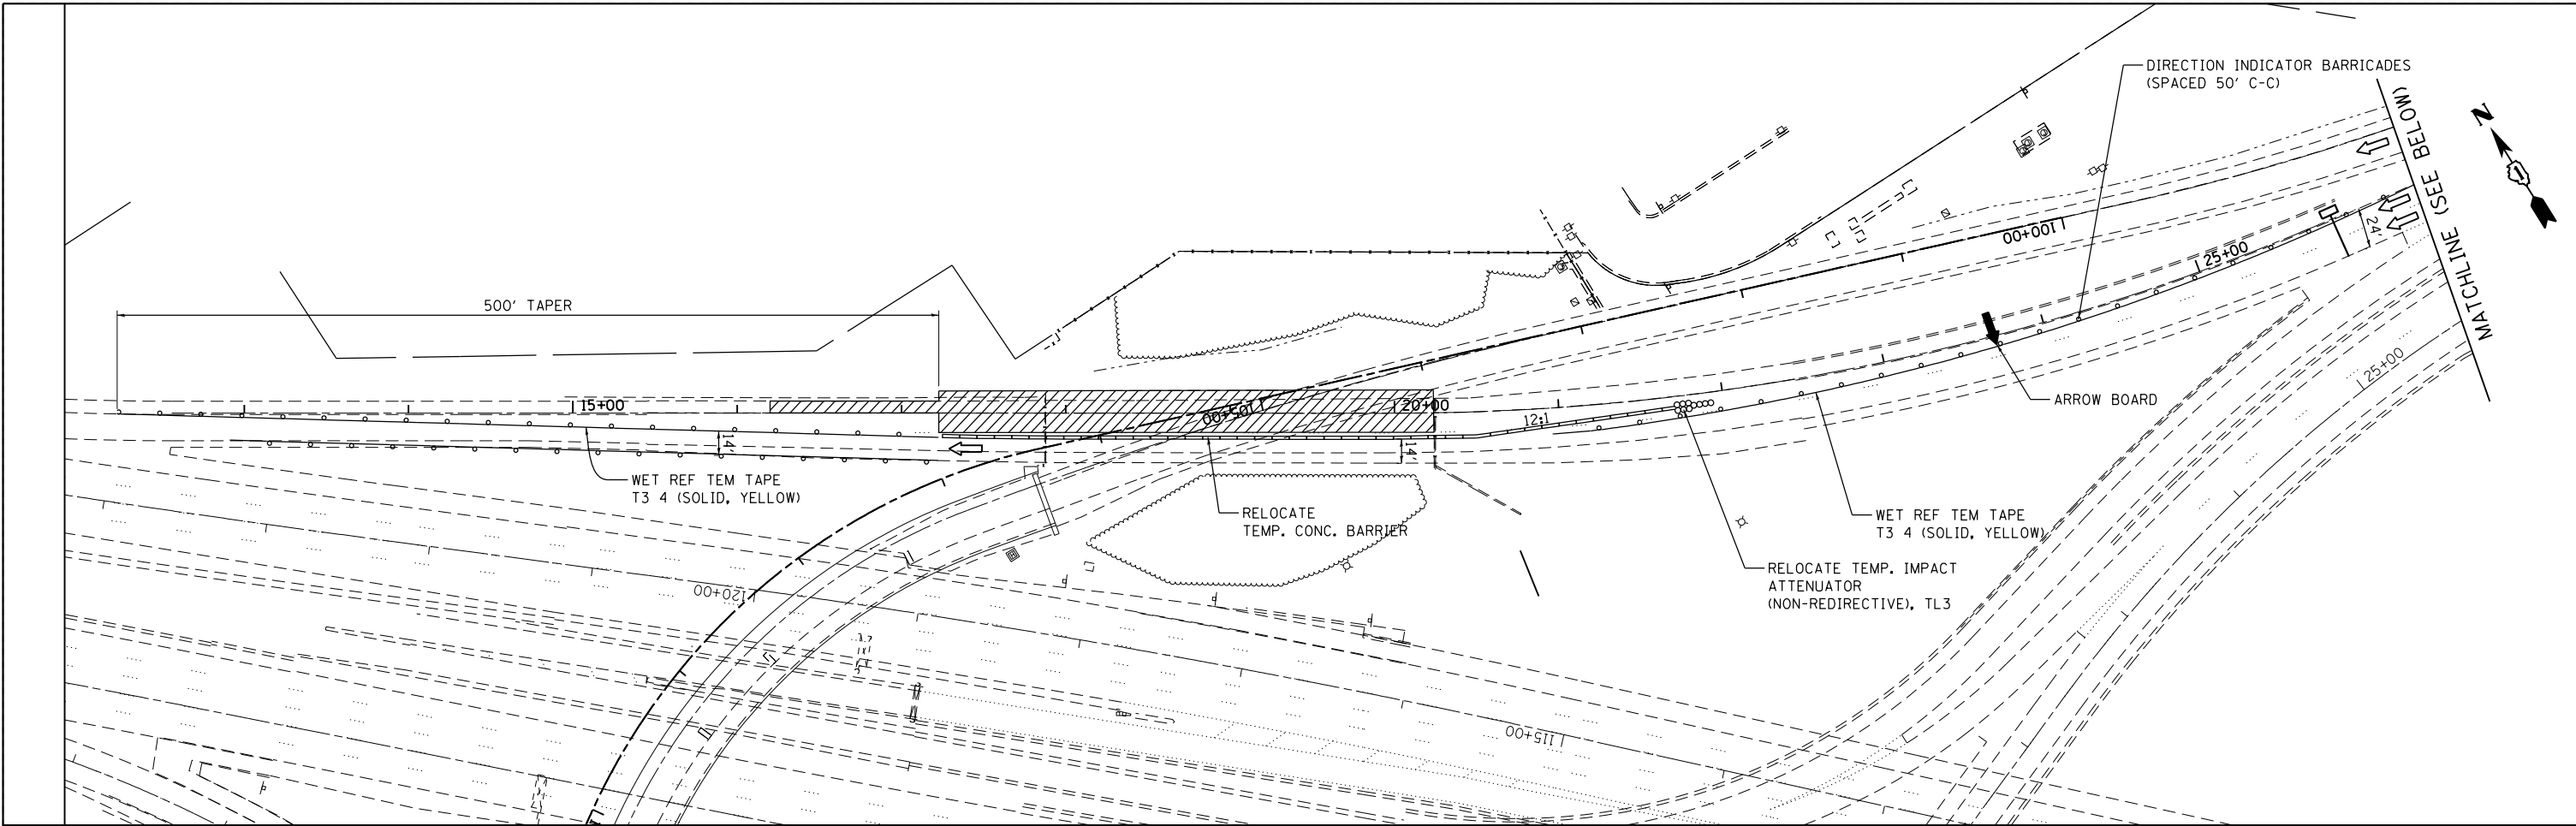 DIRECTION INDICATOR BARRICADES
(SPACED 50' C-C)
MATCHLINE (SEE BELOW)
N
24'
100+00
25+00
500' TAPER
25+00
ARROW BOARD
15+00
105+00
20+00
12:1
14'
14'
WET REF TEM TAPE
T3 4 (SOLID, YELLOW)
RELOCATE
TEMP. CONC. BARRIER
WET REF TEM TAPE
T3 4 (SOLID, YELLOW)
RELOCATE TEMP. IMPACT
ATTENUATOR
(NON-REDIRECTIVE), TL3
120+00
115+00